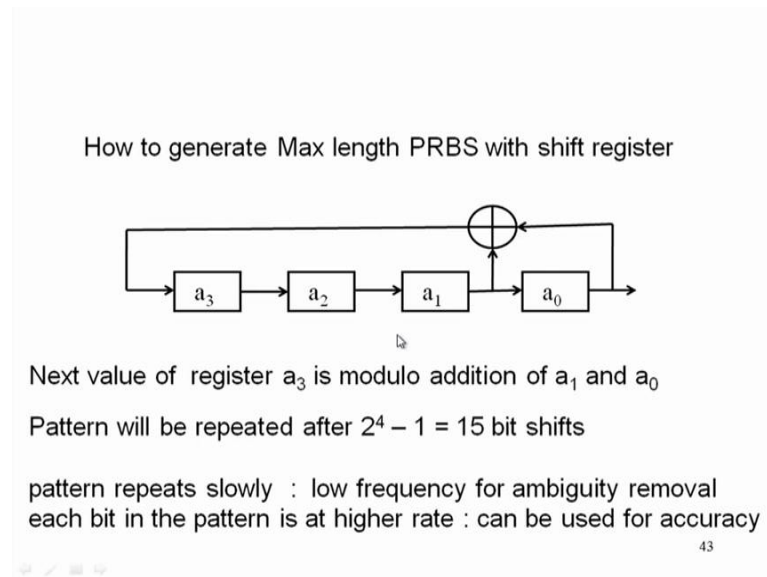 How to generate Max length PRBS with shift register
a₃ a₂ a₁ a₀
Next value of register a₃ is modulo addition of a₁ and a₀
Pattern will be repeated after 2⁴ – 1 = 15 bit shifts
pattern repeats slowly : low frequency for ambiguity removal
each bit in the pattern is at higher rate : can be used for accuracy
43